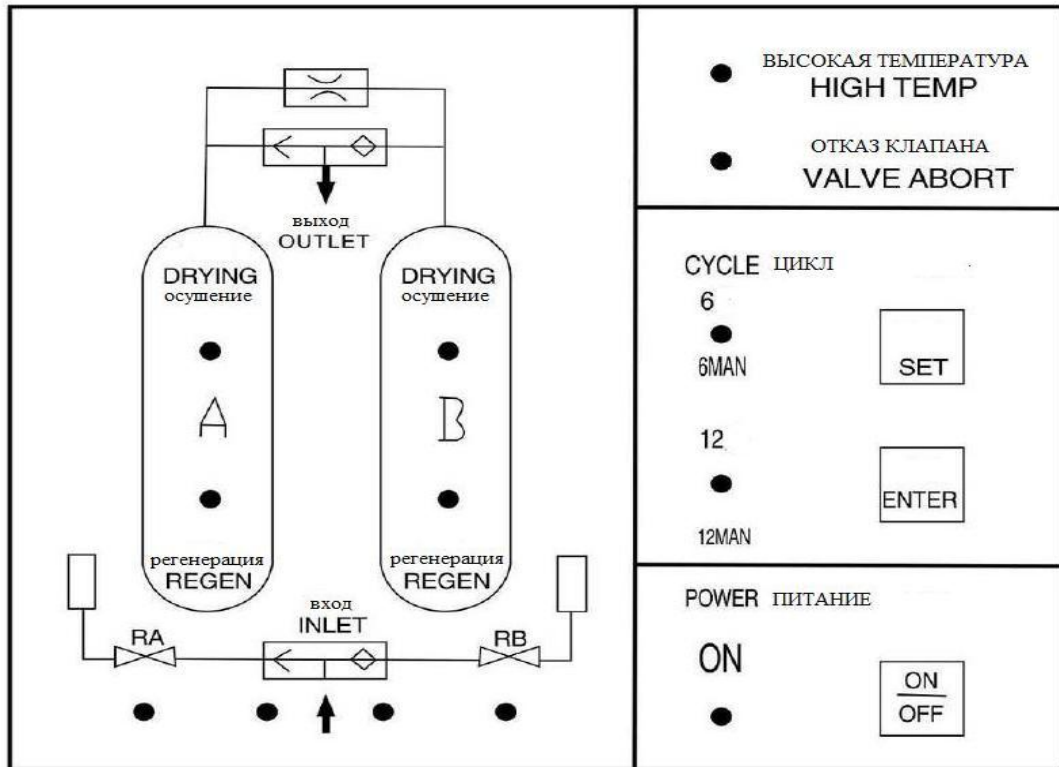 выход
OUTLET
DRYING
осушение
A
регенерация
REGEN
DRYING
осушение
B
регенерация
REGEN
вход
INLET
RA
RB
ВЫСОКАЯ ТЕМПЕРАТУРА
HIGH TEMP
ОТКАЗ КЛАПАНА
VALVE ABORT
CYCLE ЦИКЛ
6
6MAN
SET
12
12MAN
ENTER
POWER ПИТАНИЕ
ON
ON
OFF